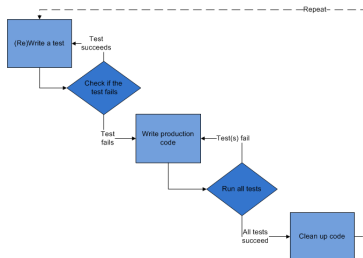 Repeat
(Re)Write a test
Test
succeeds
Check if the
test fails
Test
fails
Write production
code
Test(s) fail
Run all tests
All tests
succeed
Clean up code